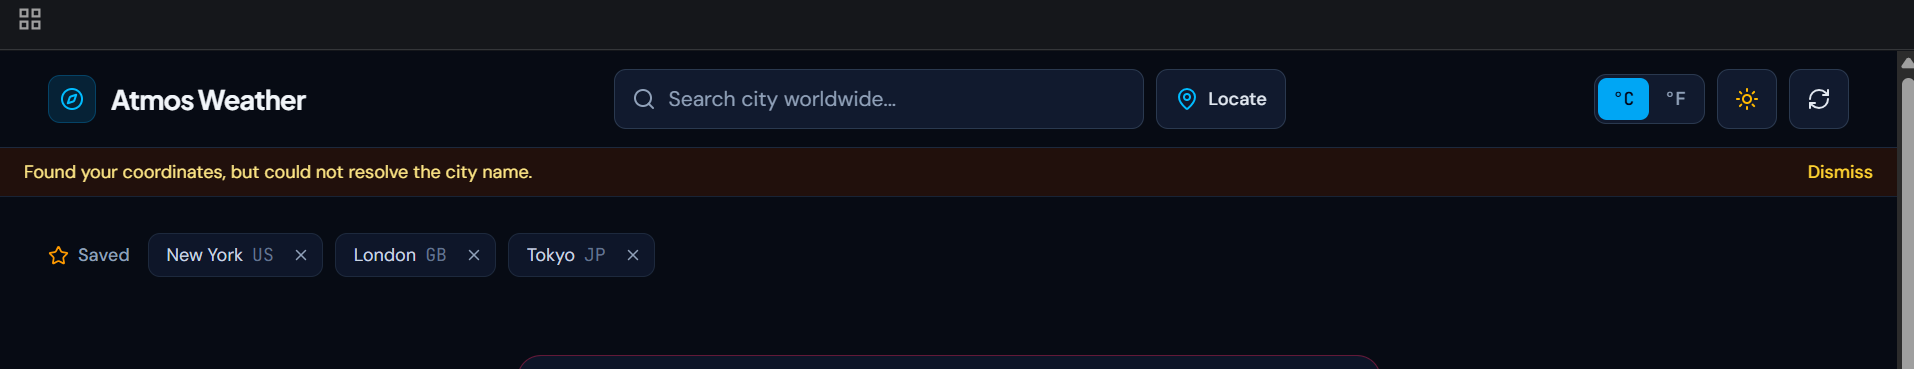 Atmos Weather
Search city worldwide...
Locate
°C °F
Found your coordinates, but could not resolve the city name.
Dismiss
Saved
New York US
London GB
Tokyo JP